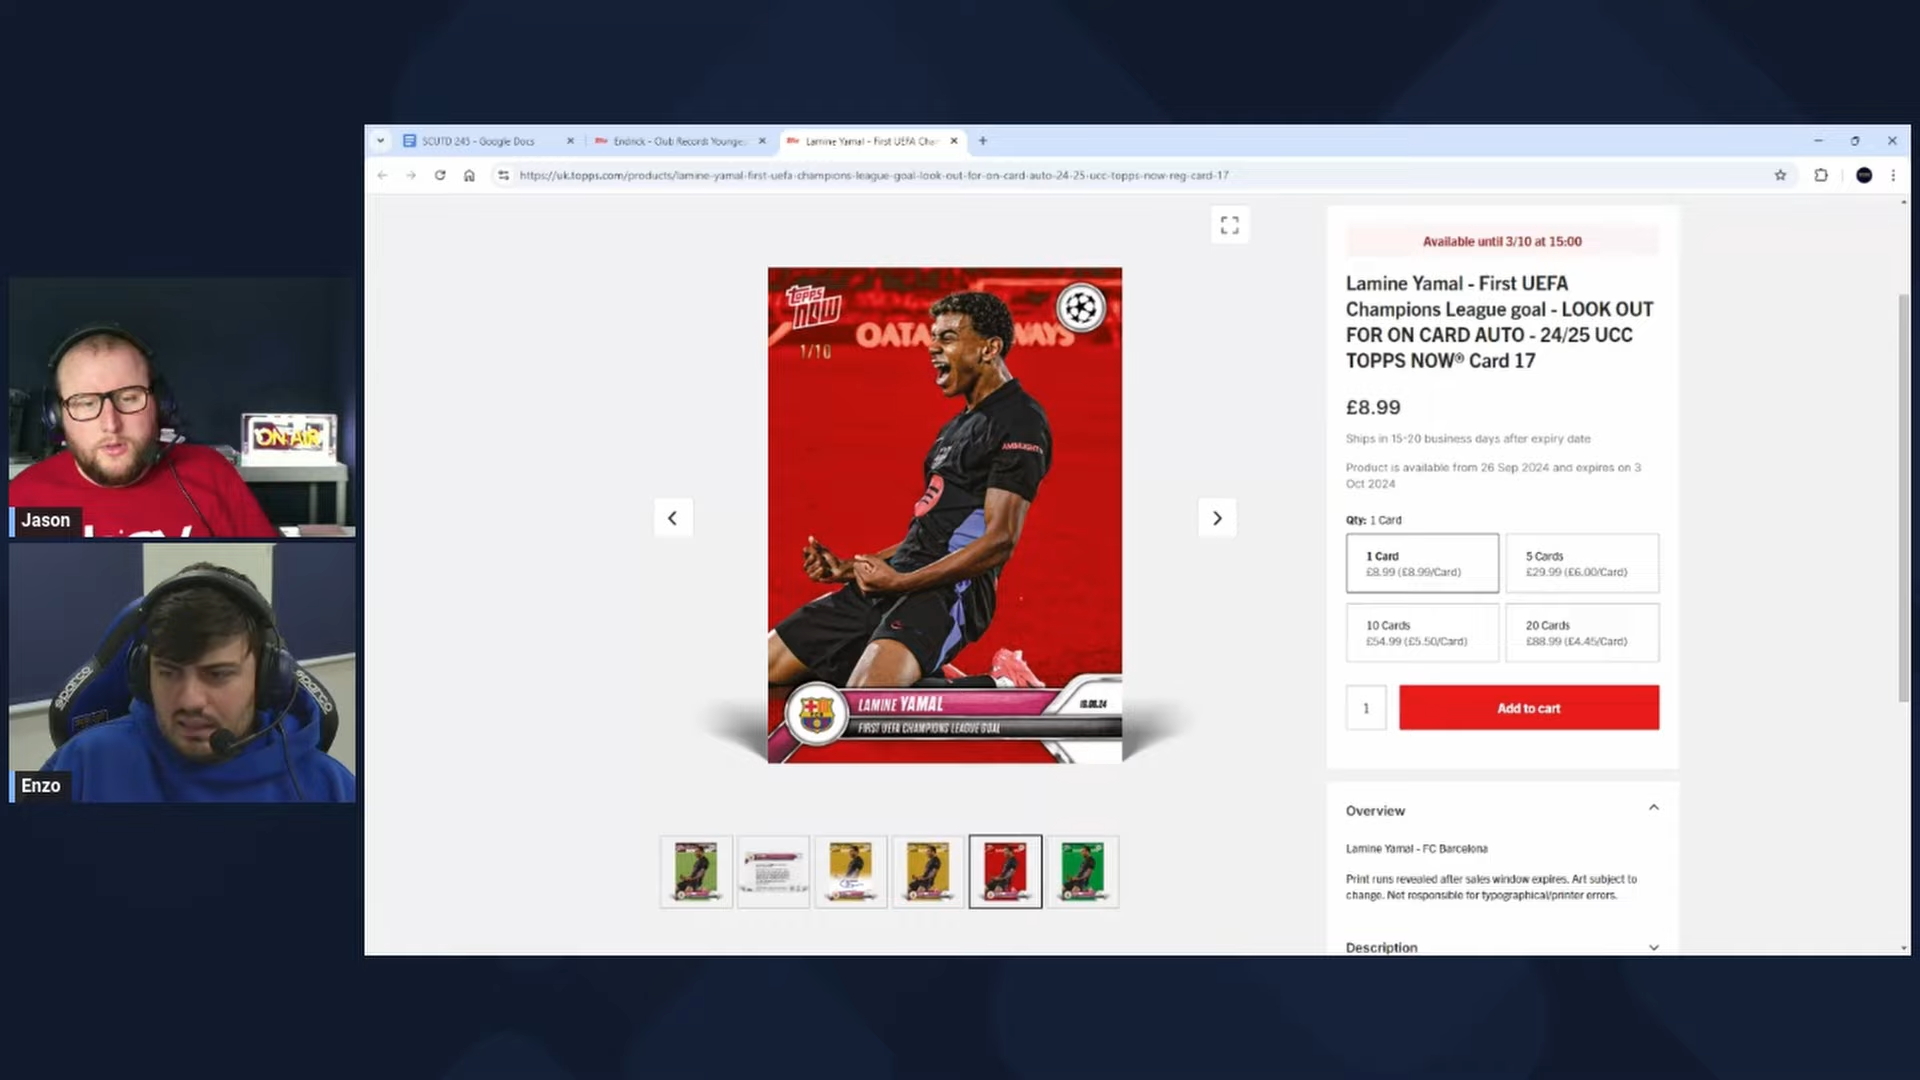 SCUTD 245 - Google Docs
Endrick - Club Record: Younge
Lamine Yamal - First UEFA Cha
https://uk.topps.com/products/lamine-yamal-first-uefa-champions-league-goal-look-out-for-on-card-auto-24-25-ucc-topps-now-reg-card-17
ON AIR
Jason
sparco
sparco
Enzo
TOPPS
NOW
1/10
LAMINE YAMAL
FIRST UEFA CHAMPIONS LEAGUE GOAL
Available until 3/10 at 15:00
Lamine Yamal - First UEFA
Champions League goal - LOOK OUT
FOR ON CARD AUTO - 24/25 UCC
TOPPS NOW® Card 17
£8.99
Ships in 15-20 business days after expiry date
Product is available from 26 Sep 2024 and expires on 3
Oct 2024
Qty: 1 Card
1 Card
£8.99 (£8.99/Card)
5 Cards
£29.99 (£6.00/Card)
10 Cards
£54.99 (£5.50/Card)
20 Cards
£88.99 (£4.45/Card)
1
Add to cart
Overview
Lamine Yamal - FC Barcelona
Print runs revealed after sales window expires. Art subject to
change. Not responsible for typographical/printer errors.
Description